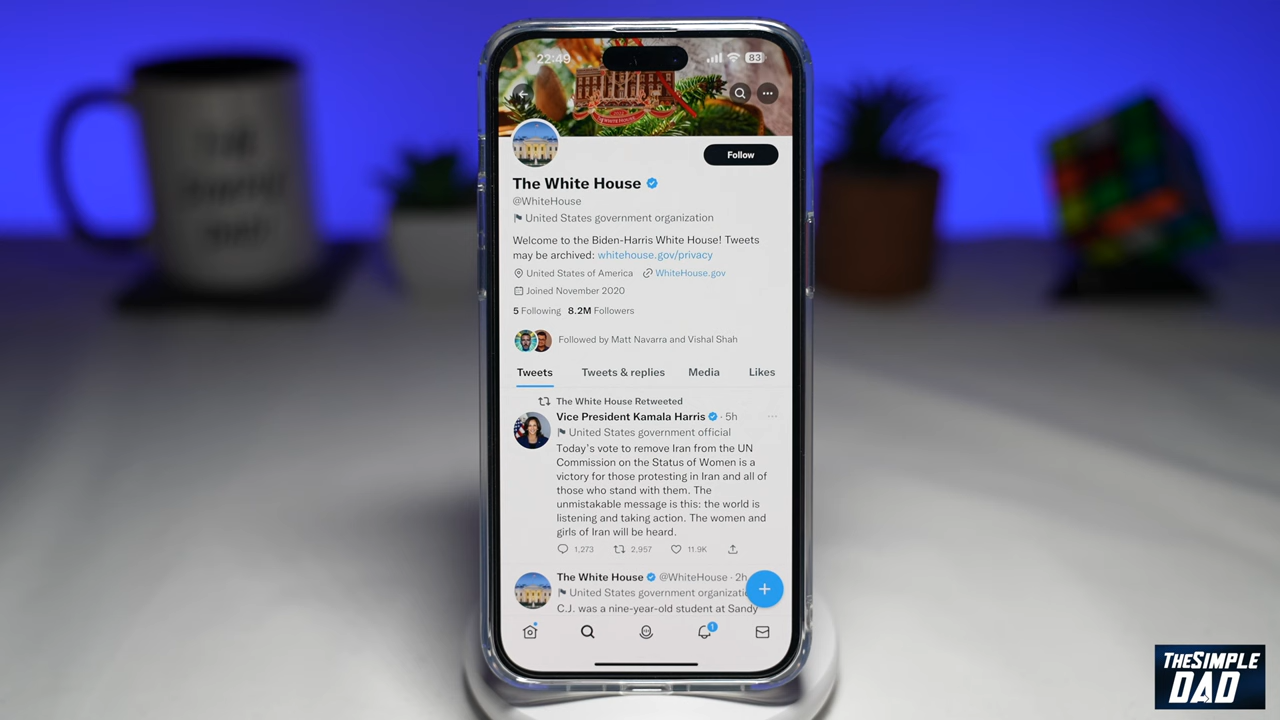 22:49
83
WHITE HOUSE
Follow
The White House
@WhiteHouse
United States government organization
Welcome to the Biden-Harris White House! Tweets
may be archived: whitehouse.gov/privacy
United States of America WhiteHouse.gov
Joined November 2020
5 Following 8.2M Followers
Followed by Matt Navarra and Vishal Shah
Tweets Tweets & replies Media Likes
The White House Retweeted
Vice President Kamala Harris · 5h
United States government official
Today's vote to remove Iran from the UN
Commission on the Status of Women is a
victory for those protesting in Iran and all of
those who stand with them. The
unmistakable message is this: the world is
listening and taking action. The women and
girls of Iran will be heard.
1,273 2,957 11.9K
The White House @WhiteHouse · 2h
United States government organizatio
C.J. was a nine-year-old student at Sandy
1
THESIMPLE
DAD